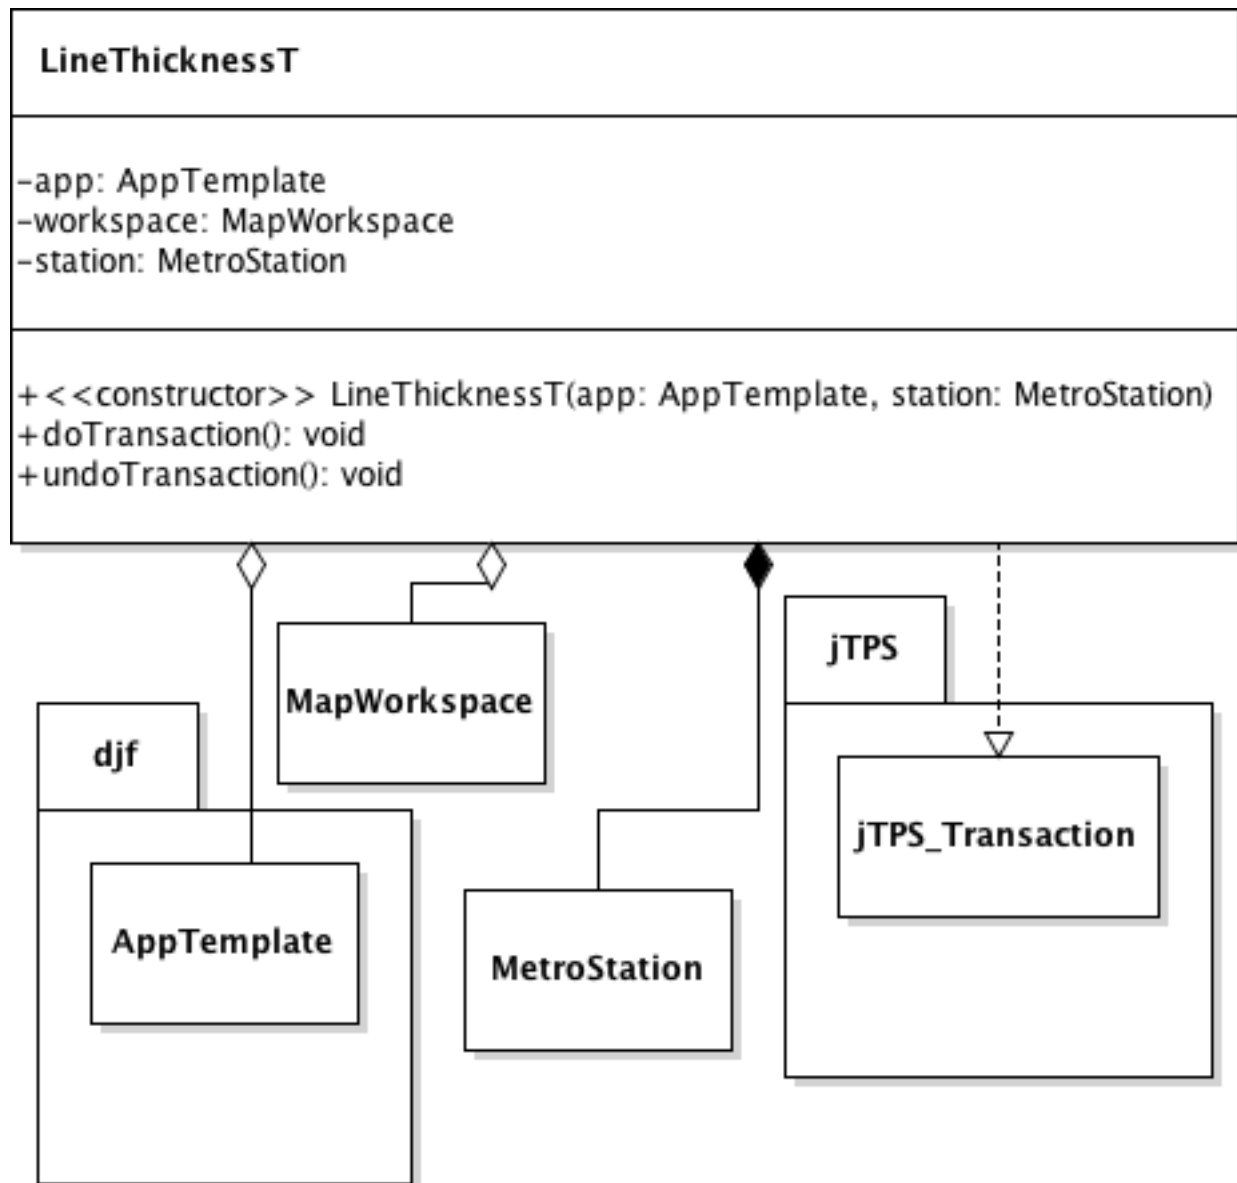 LineThicknessT
-app: AppTemplate
-workspace: MapWorkspace
-station: MetroStation
+<<constructor>> LineThicknessT(app: AppTemplate, station: MetroStation)
+doTransaction(): void
+undoTransaction(): void
jTPS
MapWorkspace
djf
jTPS_Transaction
AppTemplate
MetroStation